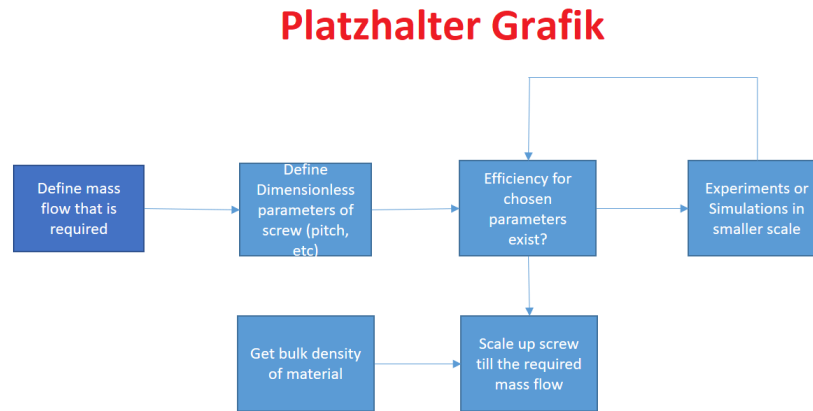 Platzhalter Grafik
Define mass
flow that is
required
Define
Dimensionless
parameters of
screw (pitch,
etc)
Efficiency for
chosen
parameters
exist?
Experiments or
Simulations in
smaller scale
Get bulk density
of material
Scale up screw
till the required
mass flow